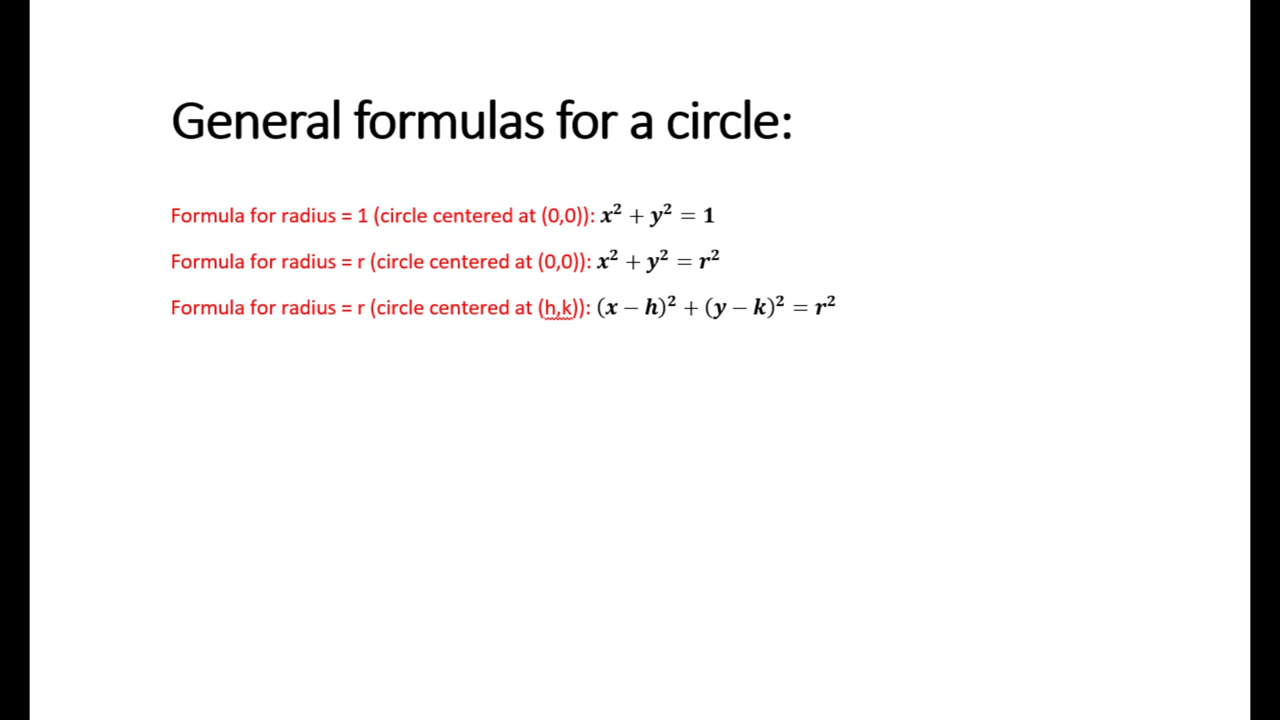 General formulas for a circle:
Formula for radius = 1 (circle centered at (0,0)): x² + y² = 1
Formula for radius = r (circle centered at (0,0)): x² + y² = r²
Formula for radius = r (circle centered at (h,k)): (x − h)² + (y − k)² = r²